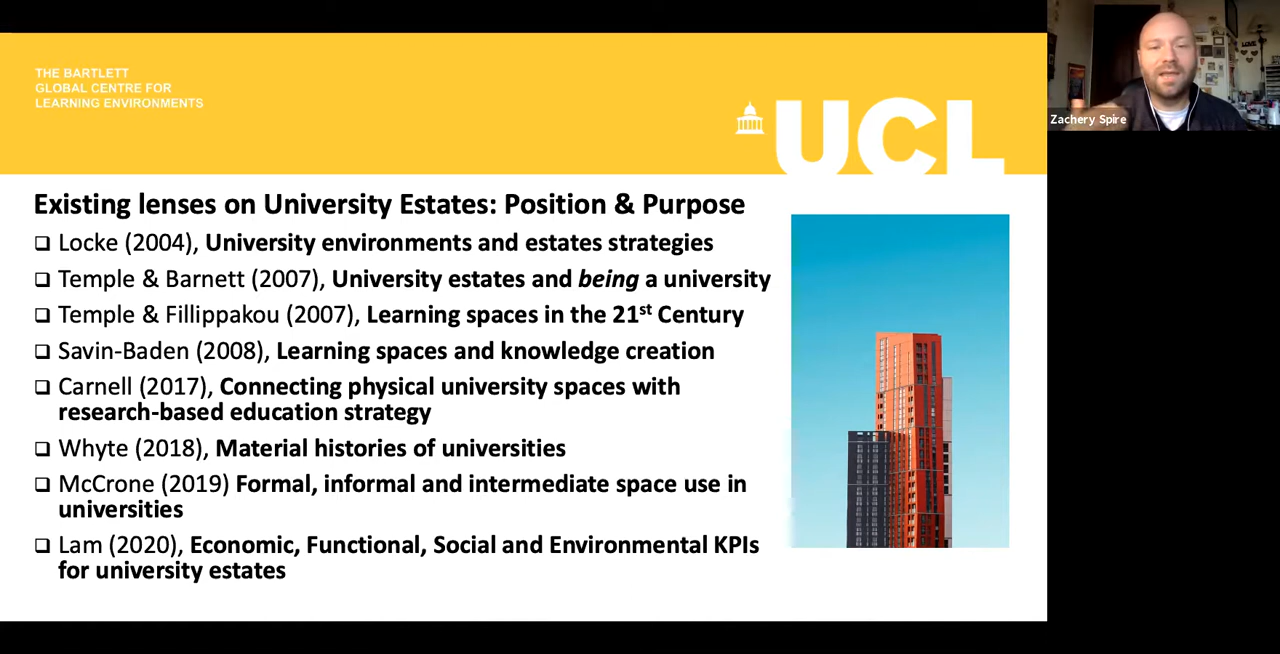 THE BARTLETT
GLOBAL CENTRE FOR
LEARNING ENVIRONMENTS
UCL
Zachery Spire
Existing lenses on University Estates: Position & Purpose
❑ Locke (2004), University environments and estates strategies
❑ Temple & Barnett (2007), University estates and being a university
❑ Temple & Fillippakou (2007), Learning spaces in the 21st Century
❑ Savin-Baden (2008), Learning spaces and knowledge creation
❑ Carnell (2017), Connecting physical university spaces with
research-based education strategy
❑ Whyte (2018), Material histories of universities
❑ McCrone (2019) Formal, informal and intermediate space use in
universities
❑ Lam (2020), Economic, Functional, Social and Environmental KPIs
for university estates